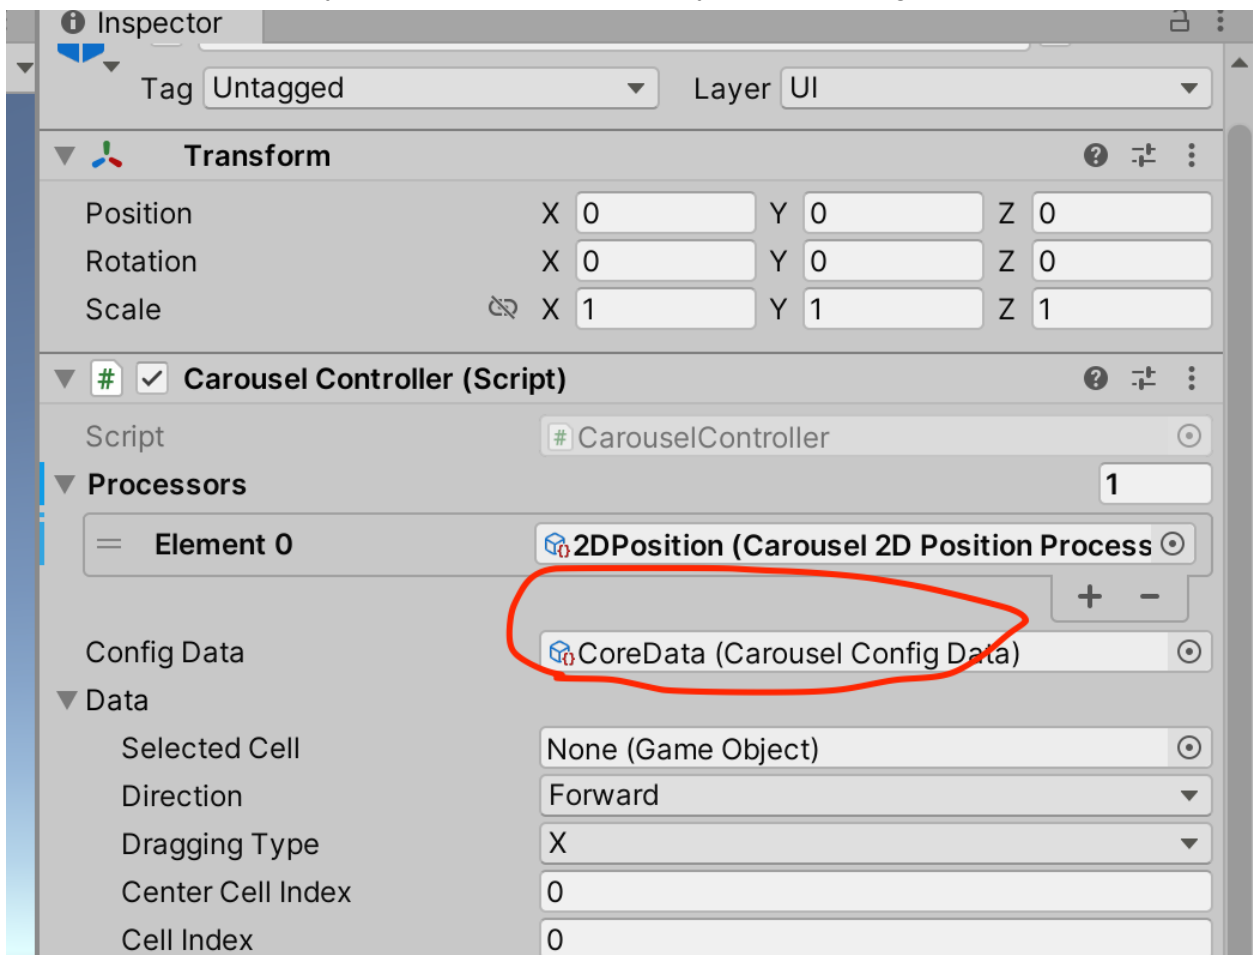 Inspector
Tag Untagged Layer UI
Transform
Position X 0 Y 0 Z 0
Rotation X 0 Y 0 Z 0
Scale X 1 Y 1 Z 1
# Carousel Controller (Script)
Script # CarouselController
Processors 1
Element 0 2DPosition (Carousel 2D Position Process
Config Data CoreData (Carousel Config Data)
Data
Selected Cell None (Game Object)
Direction Forward
Dragging Type X
Center Cell Index 0
Cell Index 0